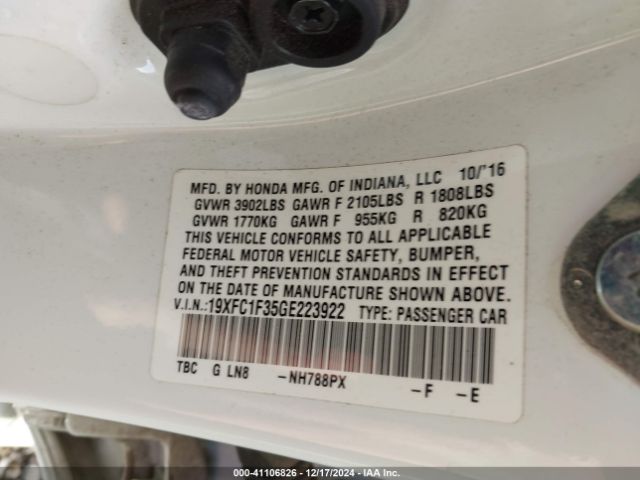 MFD. BY HONDA MFG. OF INDIANA, LLC 10/'16
GVWR 3902LBS GAWR F 2105LBS R 1808LBS
GVWR 1770KG GAWR F 955KG R 820KG
THIS VEHICLE CONFORMS TO ALL APPLICABLE
FEDERAL MOTOR VEHICLE SAFETY, BUMPER,
AND THEFT PREVENTION STANDARDS IN EFFECT
ON THE DATE OF MANUFACTURE SHOWN ABOVE.
V.I.N.:19XFC1F35GE223922 TYPE: PASSENGER CAR
TBC G LN8 -NH788PX -F -E
000-41106826 - 12/17/2024 - IAA Inc.